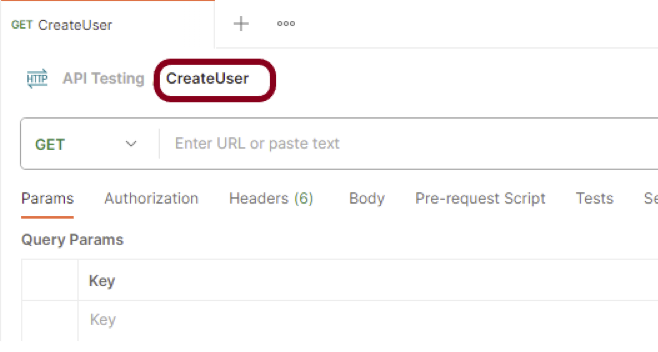 GET CreateUser
HTTP API Testing CreateUser
GET Enter URL or paste text
Params Authorization Headers (6) Body Pre-request Script Tests Se
Query Params
Key
Key